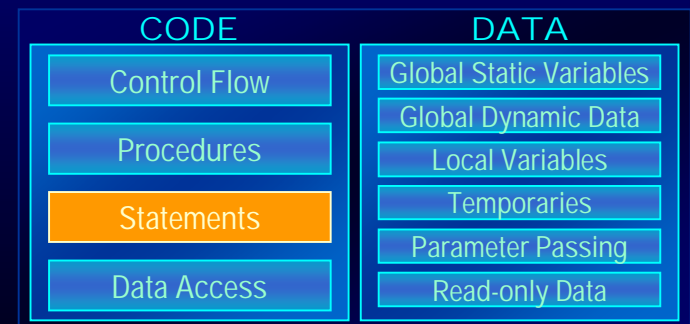 CODE
Control Flow
Procedures
Statements
Data Access
DATA
Global Static Variables
Global Dynamic Data
Local Variables
Temporaries
Parameter Passing
Read-only Data